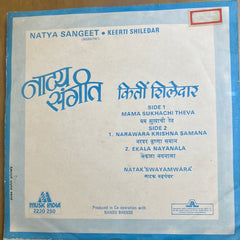 NATYA SANGEET • KEERTI SHILEDAR
नाट्य
संगीत
किर्ती शिलेदार
SIDE 1
MAMA SUKHACHI THEVA
मम सुखाची ठेव
SIDE 2
1. NARAWARA KRISHNA SAMANA
नरवर कृष्णा समान
2. EKALA NAYANALA
एकला नयनाला
NATAK 'SWAYAMWARA'
नाटक स्वयंवर
MUSIC INDIA
2220 250
Produced in Co-operation with